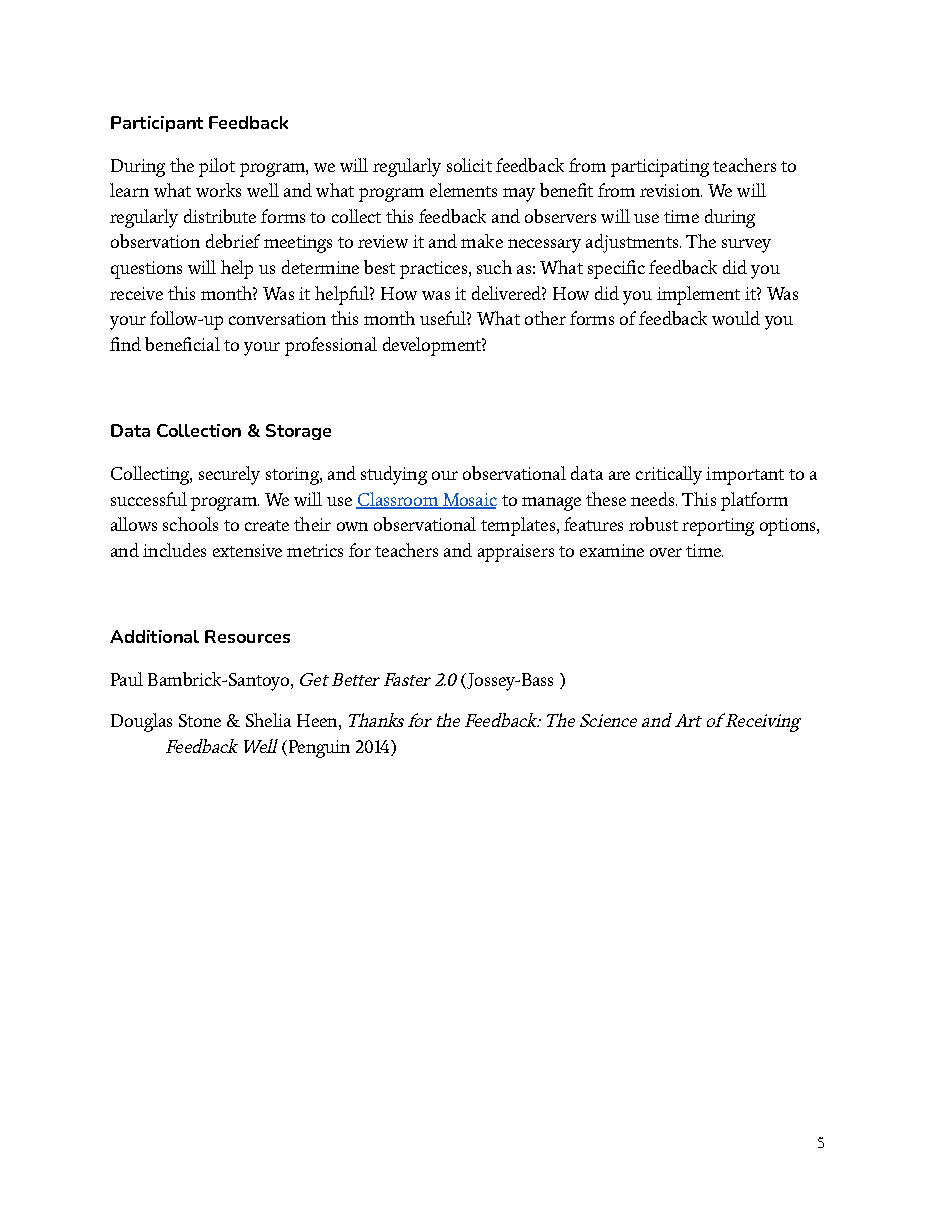 Participant Feedback
During the pilot program, we will regularly solicit feedback from participating teachers to
learn what works well and what program elements may benefit from revision. We will
regularly distribute forms to collect this feedback and observers will use time during
observation debrief meetings to review it and make necessary adjustments. The survey
questions will help us determine best practices, such as: What specific feedback did you
receive this month? Was it helpful? How was it delivered? How did you implement it? Was
your follow-up conversation this month useful? What other forms of feedback would you
find beneficial to your professional development?
Data Collection & Storage
Collecting, securely storing, and studying our observational data are critically important to a
successful program. We will use Classroom Mosaic to manage these needs. This platform
allows schools to create their own observational templates, features robust reporting options,
and includes extensive metrics for teachers and appraisers to examine over time.
Additional Resources
Paul Bambrick-Santoyo, Get Better Faster 2.0 (Jossey-Bass )
Douglas Stone & Shelia Heen, Thanks for the Feedback: The Science and Art of Receiving
Feedback Well (Penguin 2014)
5